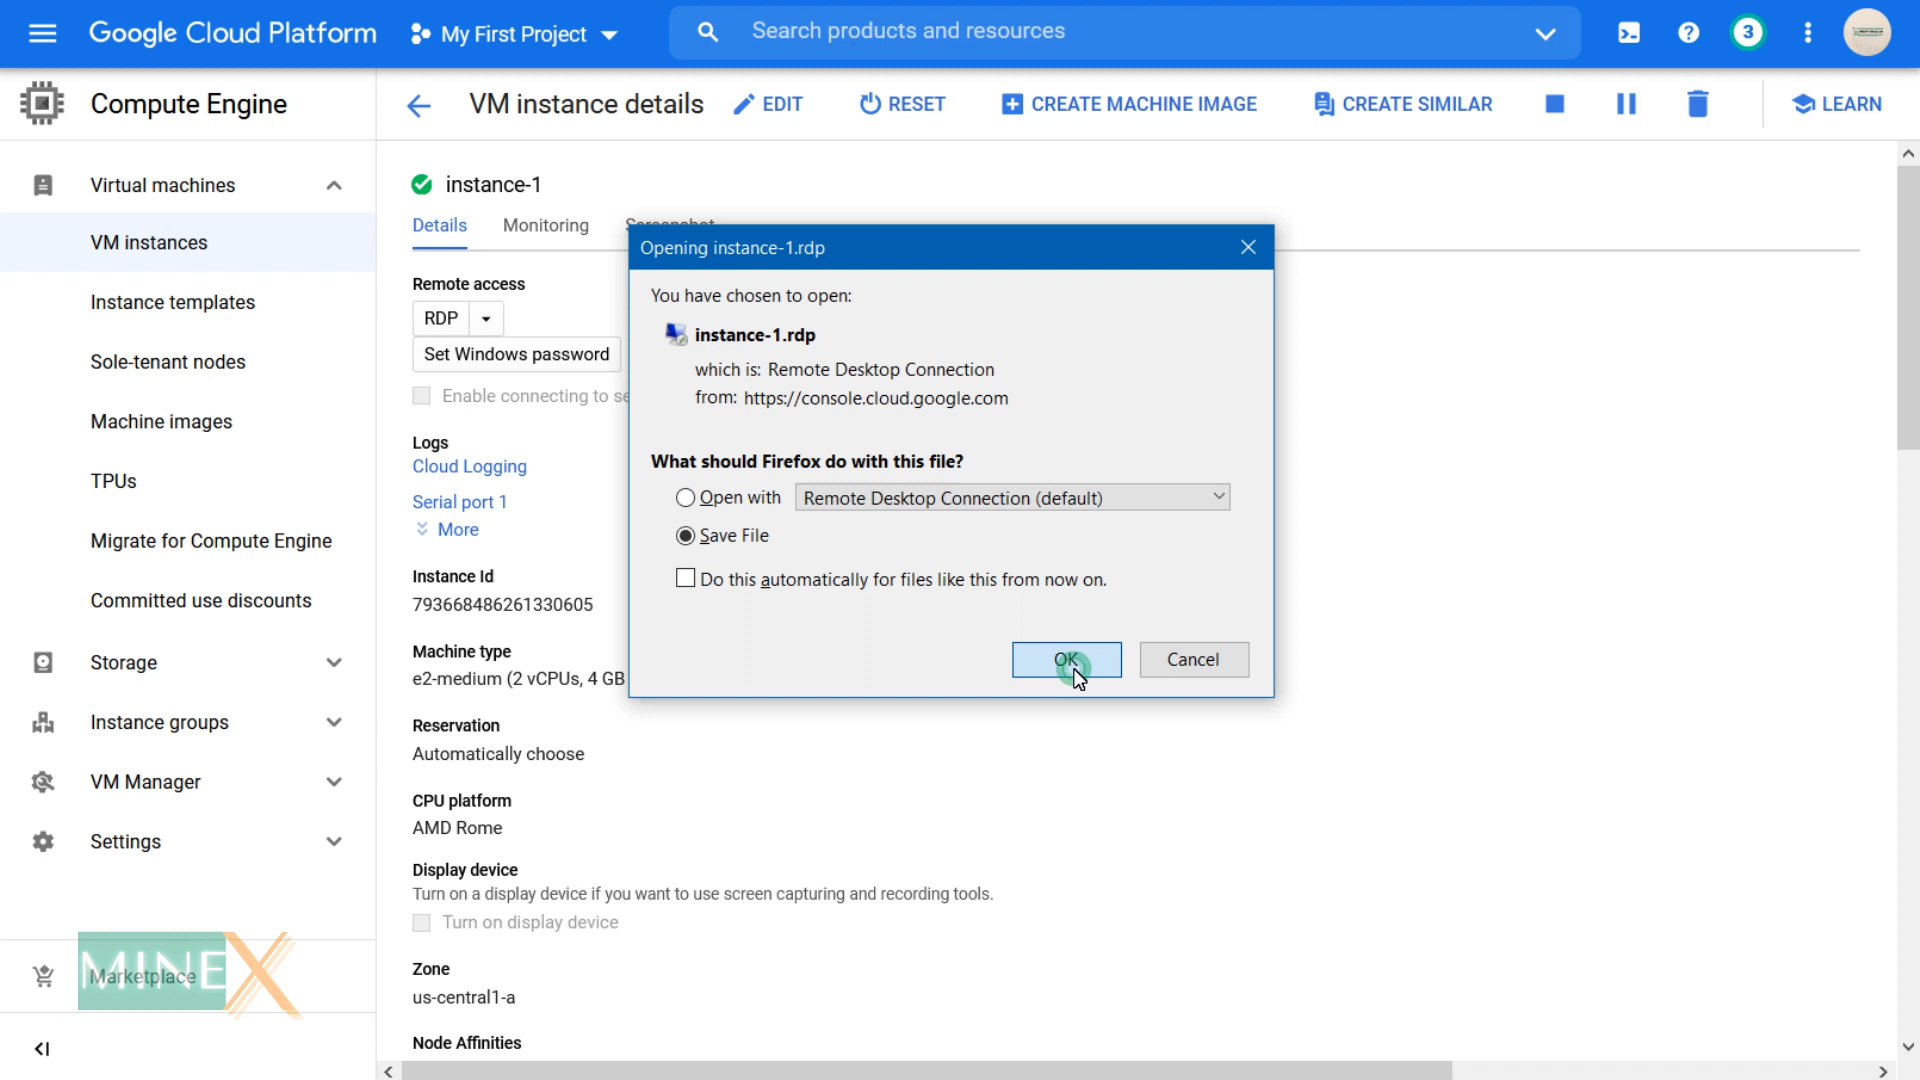 Google Cloud Platform
My First Project
Search products and resources
3
Compute Engine
VM instance details
EDIT
RESET
CREATE MACHINE IMAGE
CREATE SIMILAR
LEARN
Virtual machines
VM instances
Instance templates
Sole-tenant nodes
Machine images
TPUs
Migrate for Compute Engine
Committed use discounts
Storage
Instance groups
VM Manager
Settings
Marketplace
MINEX
instance-1
Details
Monitoring
Screenshot
Remote access
RDP
Set Windows password
Enable connecting to se
Logs
Cloud Logging
Serial port 1
More
Instance Id
793668486261330605
Machine type
e2-medium (2 vCPUs, 4 GB
Reservation
Automatically choose
CPU platform
AMD Rome
Display device
Turn on a display device if you want to use screen capturing and recording tools.
Turn on display device
Zone
us-central1-a
Node Affinities
Opening instance-1.rdp
You have chosen to open:
instance-1.rdp
which is: Remote Desktop Connection
from: https://console.cloud.google.com
What should Firefox do with this file?
Open with
Remote Desktop Connection (default)
Save File
Do this automatically for files like this from now on.
OK
Cancel